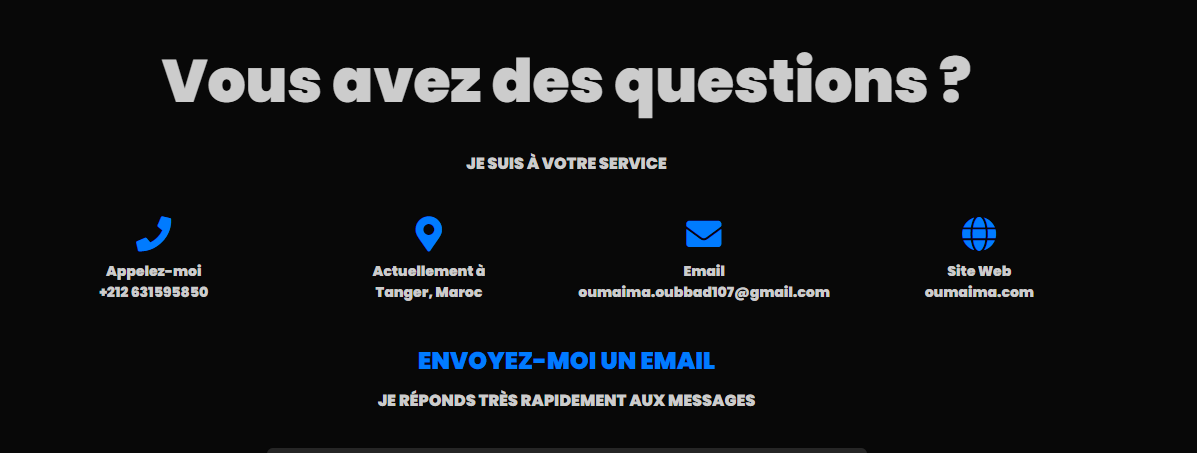 Vous avez des questions ?
JE SUIS À VOTRE SERVICE
Appelez-moi
+212 631595850
Actuellement à
Tanger, Maroc
Email
oumaima.oubbad107@gmail.com
Site Web
oumaima.com
ENVOYEZ-MOI UN EMAIL
JE RÉPONDS TRÈS RAPIDEMENT AUX MESSAGES